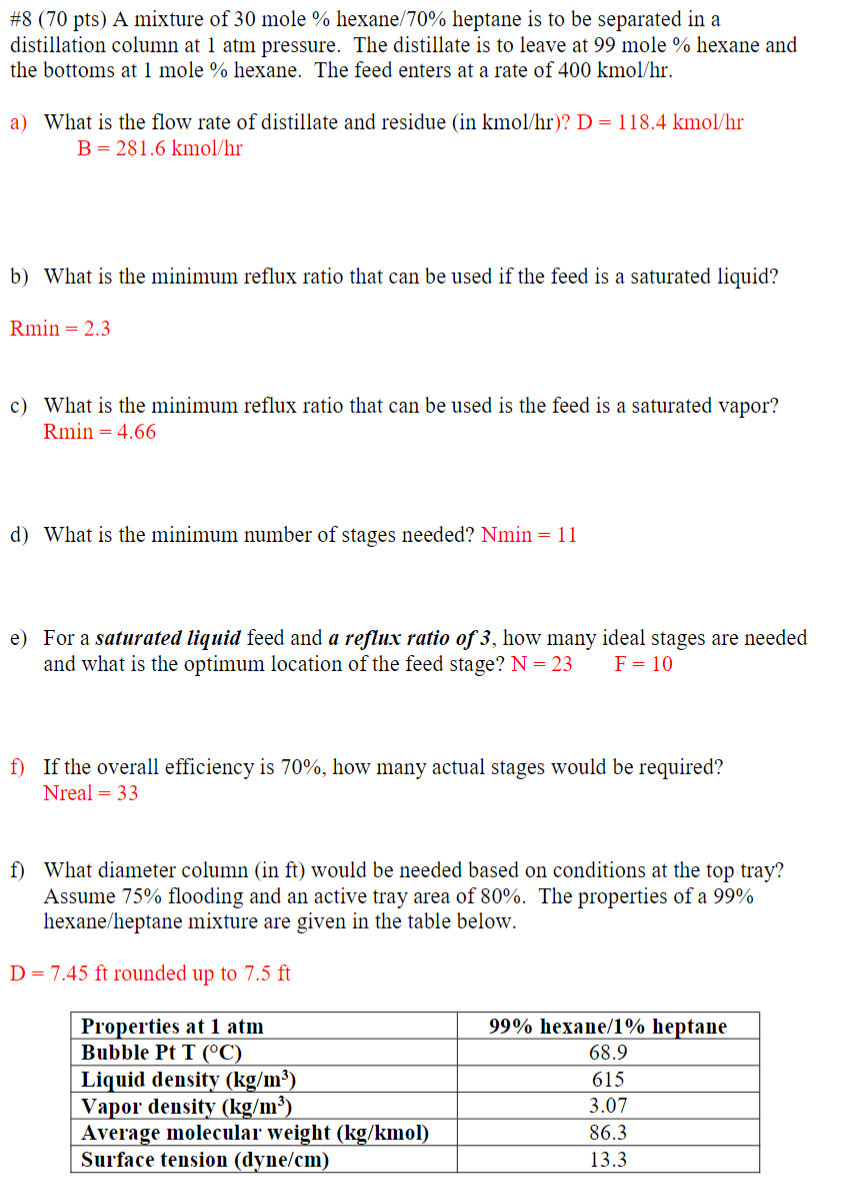 #8 (70 pts) A mixture of 30 mole % hexane/70% heptane is to be separated in a
distillation column at 1 atm pressure. The distillate is to leave at 99 mole % hexane and
the bottoms at 1 mole % hexane. The feed enters at a rate of 400 kmol/hr.
a) What is the flow rate of distillate and residue (in kmol/hr)? D = 118.4 kmol/hr
B = 281.6 kmol/hr
b) What is the minimum reflux ratio that can be used if the feed is a saturated liquid?
Rmin = 2.3
c) What is the minimum reflux ratio that can be used is the feed is a saturated vapor?
Rmin = 4.66
d) What is the minimum number of stages needed? Nmin = 11
e) For a saturated liquid feed and a reflux ratio of 3, how many ideal stages are needed
and what is the optimum location of the feed stage? N = 23 F = 10
f) If the overall efficiency is 70%, how many actual stages would be required?
Nreal = 33
f) What diameter column (in ft) would be needed based on conditions at the top tray?
Assume 75% flooding and an active tray area of 80%. The properties of a 99%
hexane/heptane mixture are given in the table below.
D = 7.45 ft rounded up to 7.5 ft
Properties at 1 atm 99% hexane/1% heptane
Bubble Pt T (°C) 68.9
Liquid density (kg/m³) 615
Vapor density (kg/m³) 3.07
Average molecular weight (kg/kmol) 86.3
Surface tension (dyne/cm) 13.3